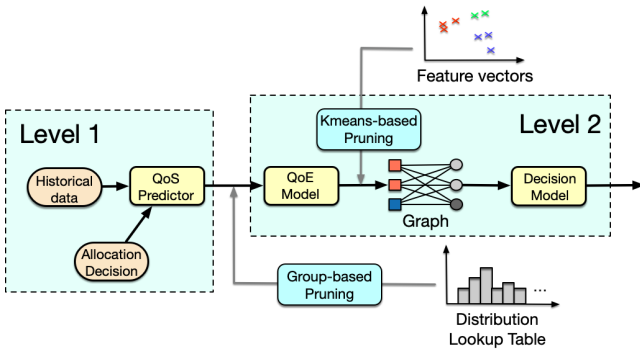 Feature vectors
Level 1
Level 2
Kmeans-based
Pruning
Historical
data
QoS
Predictor
QoE
Model
Graph
Decision
Model
Allocation
Decision
Group-based
Pruning
...
Distribution
Lookup Table